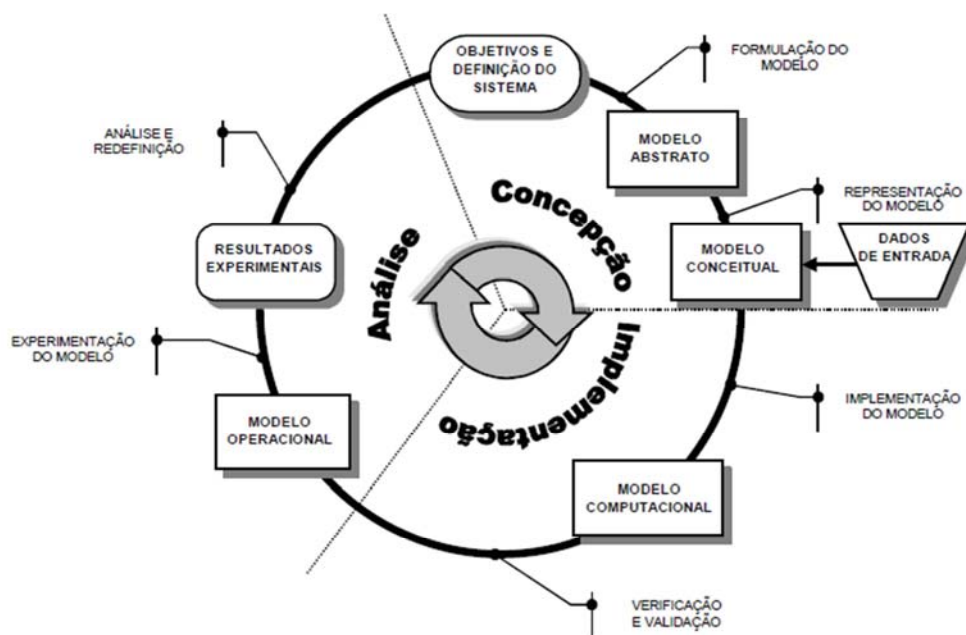 OBJETIVOS E
DEFINIÇÃO DO
SISTEMA
FORMULAÇÃO DO
MODELO
MODELO
ABSTRATO
REPRESENTAÇÃO
DO MODELO
MODELO
CONCEITUAL
DADOS
DE ENTRADA
IMPLEMENTAÇÃO
DO MODELO
MODELO
COMPUTACIONAL
VERIFICAÇÃO
E VALIDAÇÃO
MODELO
OPERACIONAL
EXPERIMENTAÇÃO
DO MODELO
RESULTADOS
EXPERIMENTAIS
ANÁLISE E
REDEFINIÇÃO
Concepção
Implementação
Análise